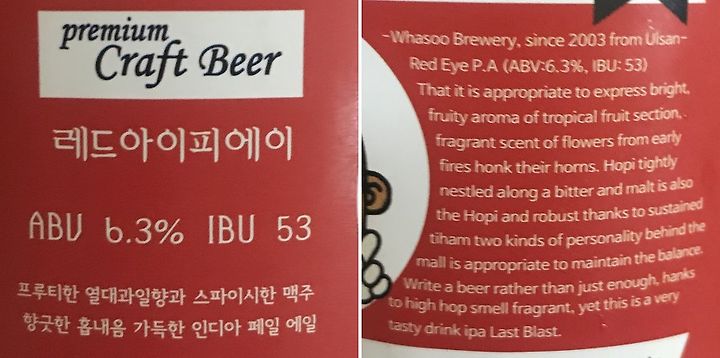 premium
Craft Beer
레드아이피에이
ABV 6.3% IBU 53
프루티한 열대과일향과 스파이시한 맥주
향긋한 홉내음 가득한 인디아 페일 에일
-Whasoo Brewery, since 2003 from Ulsan-
Red Eye P.A (ABV:6.3%, IBU: 53)
That it is appropriate to express bright,
fruity aroma of tropical fruit section,
fragrant scent of flowers from early
fires honk their horns. Hopi tightly
nestled along a bitter and malt is also
the Hopi and robust thanks to sustained
tiham two kinds of personality behind the
mall is appropriate to maintain the balance.
Write a beer rather than just enough, hanks
to high hop smell fragrant, yet this is a very
tasty drink ipa Last Blast.